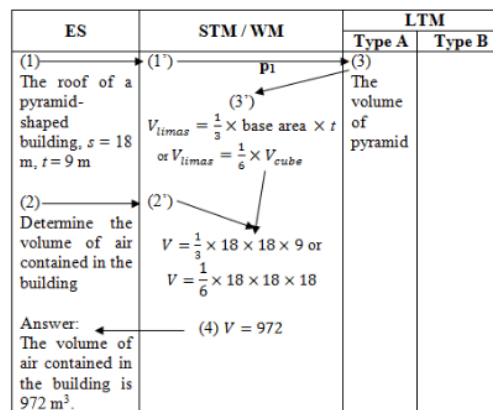 ES STM / WM LTM
Type A Type B
(1) (1') p1 (3)
The roof of a
pyramid-
shaped
building, s = 18
m, t = 9 m
(3')
V_limas = 1/3 × base area × t
or V_limas = 1/6 × V_cube
The
volume
of
pyramid
(2) (2')
Determine the
volume of air
contained in the
building
V = 1/3 × 18 × 18 × 9 or
V = 1/6 × 18 × 18 × 18
Answer: (4) V = 972
The volume of
air contained in
the building is
972 m³.